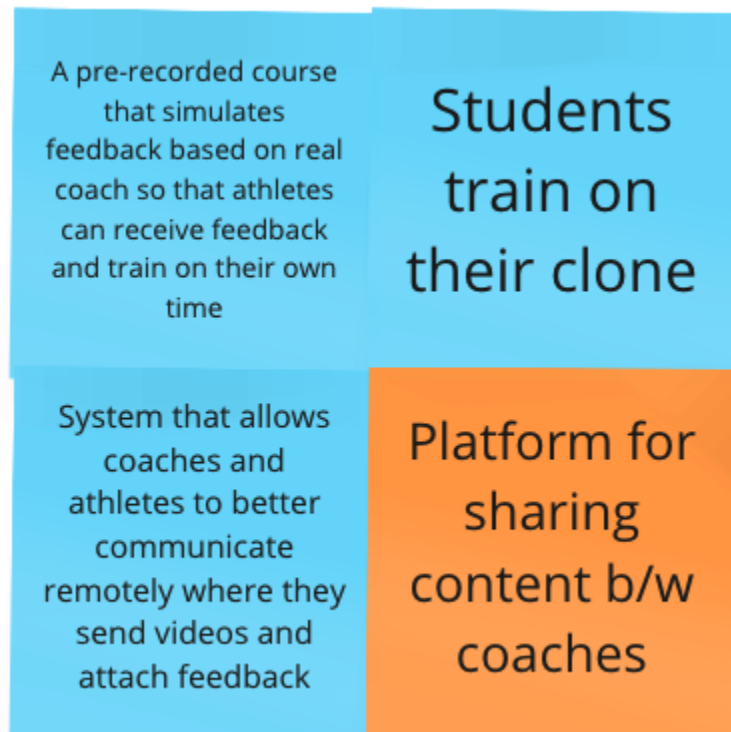 A pre-recorded course
that simulates
feedback based on real
coach so that athletes
can receive feedback
and train on their own
time
Students
train on
their clone
System that allows
coaches and
athletes to better
communicate
remotely where they
send videos and
attach feedback
Platform for
sharing
content b/w
coaches